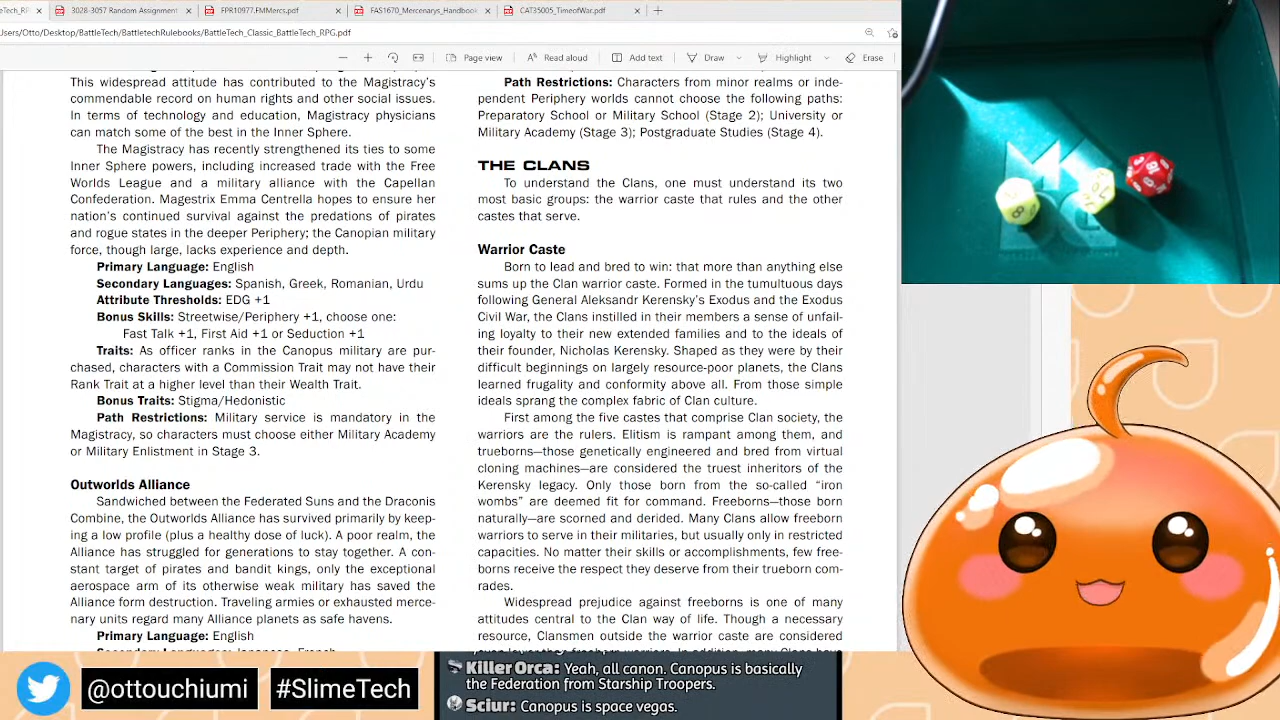 eTech_RP
3028-3057 Random Assignment
FPR10977.FMMercs.pdf
FAS1670_Mercenarys_Handbook
CAT35005_TimeofWar.pdf
Users/Otto/Desktop/BattleTech/BattletechRulebooks/BattleTech_Classic_BattleTech_RPG.pdf
Page view
Read aloud
Add text
Draw
Highlight
Erase
This widespread attitude has contributed to the Magistracy's
commendable record on human rights and other social issues.
In terms of technology and education, Magistracy physicians
can match some of the best in the Inner Sphere.
The Magistracy has recently strengthened its ties to some
Inner Sphere powers, including increased trade with the Free
Worlds League and a military alliance with the Capellan
Confederation. Magestrix Emma Centrella hopes to ensure her
nation's continued survival against the predations of pirates
and rogue states in the deeper Periphery; the Canopian military
force, though large, lacks experience and depth.
Primary Language: English
Secondary Languages: Spanish, Greek, Romanian, Urdu
Attribute Thresholds: EDG +1
Bonus Skills: Streetwise/Periphery +1, choose one:
Fast Talk +1, First Aid +1 or Seduction +1
Traits: As officer ranks in the Canopus military are pur-
chased, characters with a Commission Trait may not have their
Rank Trait at a higher level than their Wealth Trait.
Bonus Traits: Stigma/Hedonistic
Path Restrictions: Military service is mandatory in the
Magistracy, so characters must choose either Military Academy
or Military Enlistment in Stage 3.
Outworlds Alliance
Sandwiched between the Federated Suns and the Draconis
Combine, the Outworlds Alliance has survived primarily by keep-
ing a low profile (plus a healthy dose of luck). A poor realm, the
Alliance has struggled for generations to stay together. A con-
stant target of pirates and bandit kings, only the exceptional
aerospace arm of its otherwise weak military has saved the
Alliance form destruction. Traveling armies or exhausted merce-
nary units regard many Alliance planets as safe havens.
Primary Language: English
Path Restrictions: Characters from minor realms or inde-
pendent Periphery worlds cannot choose the following paths:
Preparatory School or Military School (Stage 2); University or
Military Academy (Stage 3); Postgraduate Studies (Stage 4).
THE CLANS
To understand the Clans, one must understand its two
most basic groups: the warrior caste that rules and the other
castes that serve.
Warrior Caste
Born to lead and bred to win: that more than anything else
sums up the Clan warrior caste. Formed in the tumultuous days
following General Aleksandr Kerensky's Exodus and the Exodus
Civil War, the Clans instilled in their members a sense of unfail-
ing loyalty to their new extended families and to the ideals of
their founder, Nicholas Kerensky. Shaped as they were by their
difficult beginnings on largely resource-poor planets, the Clans
learned frugality and conformity above all. From those simple
ideals sprang the complex fabric of Clan culture.
First among the five castes that comprise Clan society, the
warriors are the rulers. Elitism is rampant among them, and
trueborns—those genetically engineered and bred from virtual
cloning machines—are considered the truest inheritors of the
Kerensky legacy. Only those born from the so-called "iron
wombs" are deemed fit for command. Freeborns—those born
naturally—are scorned and derided. Many Clans allow freeborn
warriors to serve in their militaries, but usually only in restricted
capacities. No matter their skills or accomplishments, few free-
borns receive the respect they deserve from their trueborn com-
rades.
Widespread prejudice against freeborns is one of many
attitudes central to the Clan way of life. Though a necessary
resource, Clansmen outside the warrior caste are considered
@ottouchiumi
#SlimeTech
KillerOrca: Yeah, all canon. Canopus is basically
the Federation from Starship Troopers.
Sciur: Canopus is space vegas.